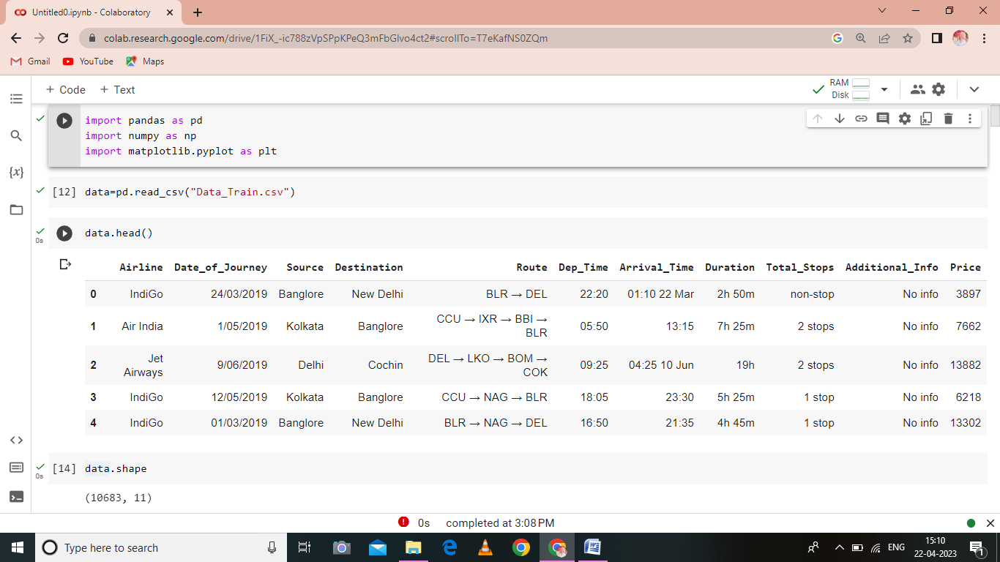 Untitled0.ipynb - Colaboratory
colab.research.google.com/drive/1FiX_-ic788zVpSPpKPeQ3mFbGlvo4ct2#scrollTo=T7eKafNS0ZQm
Gmail YouTube Maps
+ Code + Text
RAM
Disk
import pandas as pd
import numpy as np
import matplotlib.pyplot as plt
[12] data=pd.read_csv("Data_Train.csv")
0s data.head()
Airline Date_of_Journey Source Destination Route Dep_Time Arrival_Time Duration Total_Stops Additional_Info Price
0 IndiGo 24/03/2019 Banglore New Delhi BLR → DEL 22:20 01:10 22 Mar 2h 50m non-stop No info 3897
1 Air India 1/05/2019 Kolkata Banglore CCU → IXR → BBI → BLR 05:50 13:15 7h 25m 2 stops No info 7662
2 Jet Airways 9/06/2019 Delhi Cochin DEL → LKO → BOM → COK 09:25 04:25 10 Jun 19h 2 stops No info 13882
3 IndiGo 12/05/2019 Kolkata Banglore CCU → NAG → BLR 18:05 23:30 5h 25m 1 stop No info 6218
4 IndiGo 01/03/2019 Banglore New Delhi BLR → NAG → DEL 16:50 21:35 4h 45m 1 stop No info 13302
0s [14] data.shape
(10683, 11)
0s completed at 3:08 PM
Type here to search
ENG
15:10
22-04-2023
1